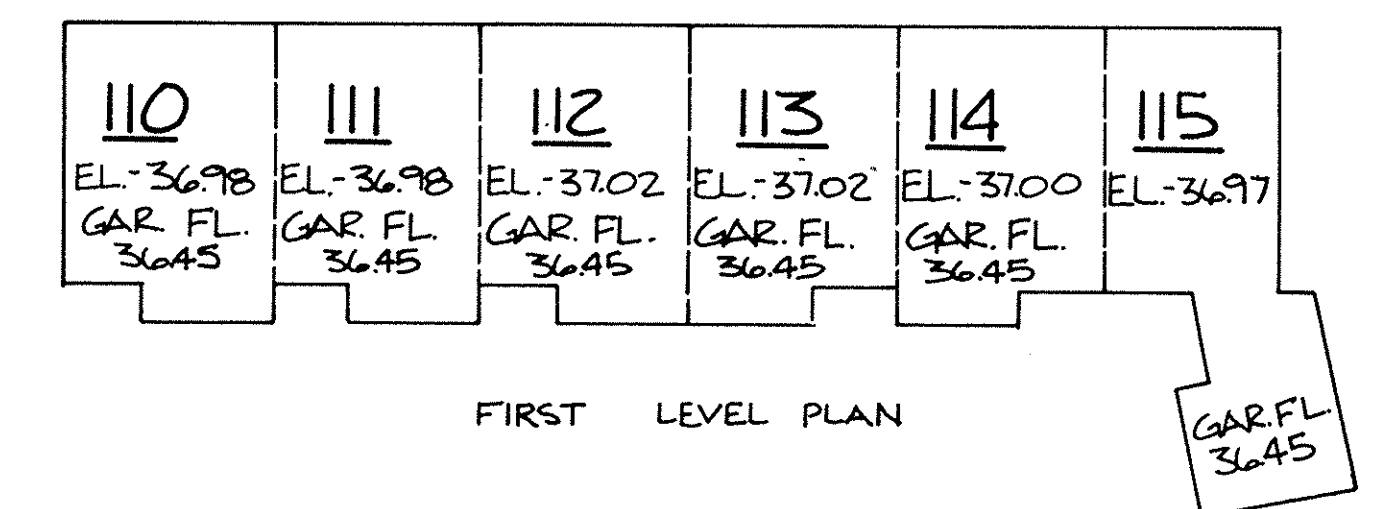 110
EL.-36.98
GAR. FL.
36.45
111
EL.-36.98
GAR. FL.
36.45
112
EL.-37.02
GAR. FL.
36.45
113
EL.-37.02
GAR. FL.
36.45
114
EL.-37.00
GAR. FL.
36.45
115
EL.-36.97
GAR. FL.
36.45
FIRST LEVEL PLAN